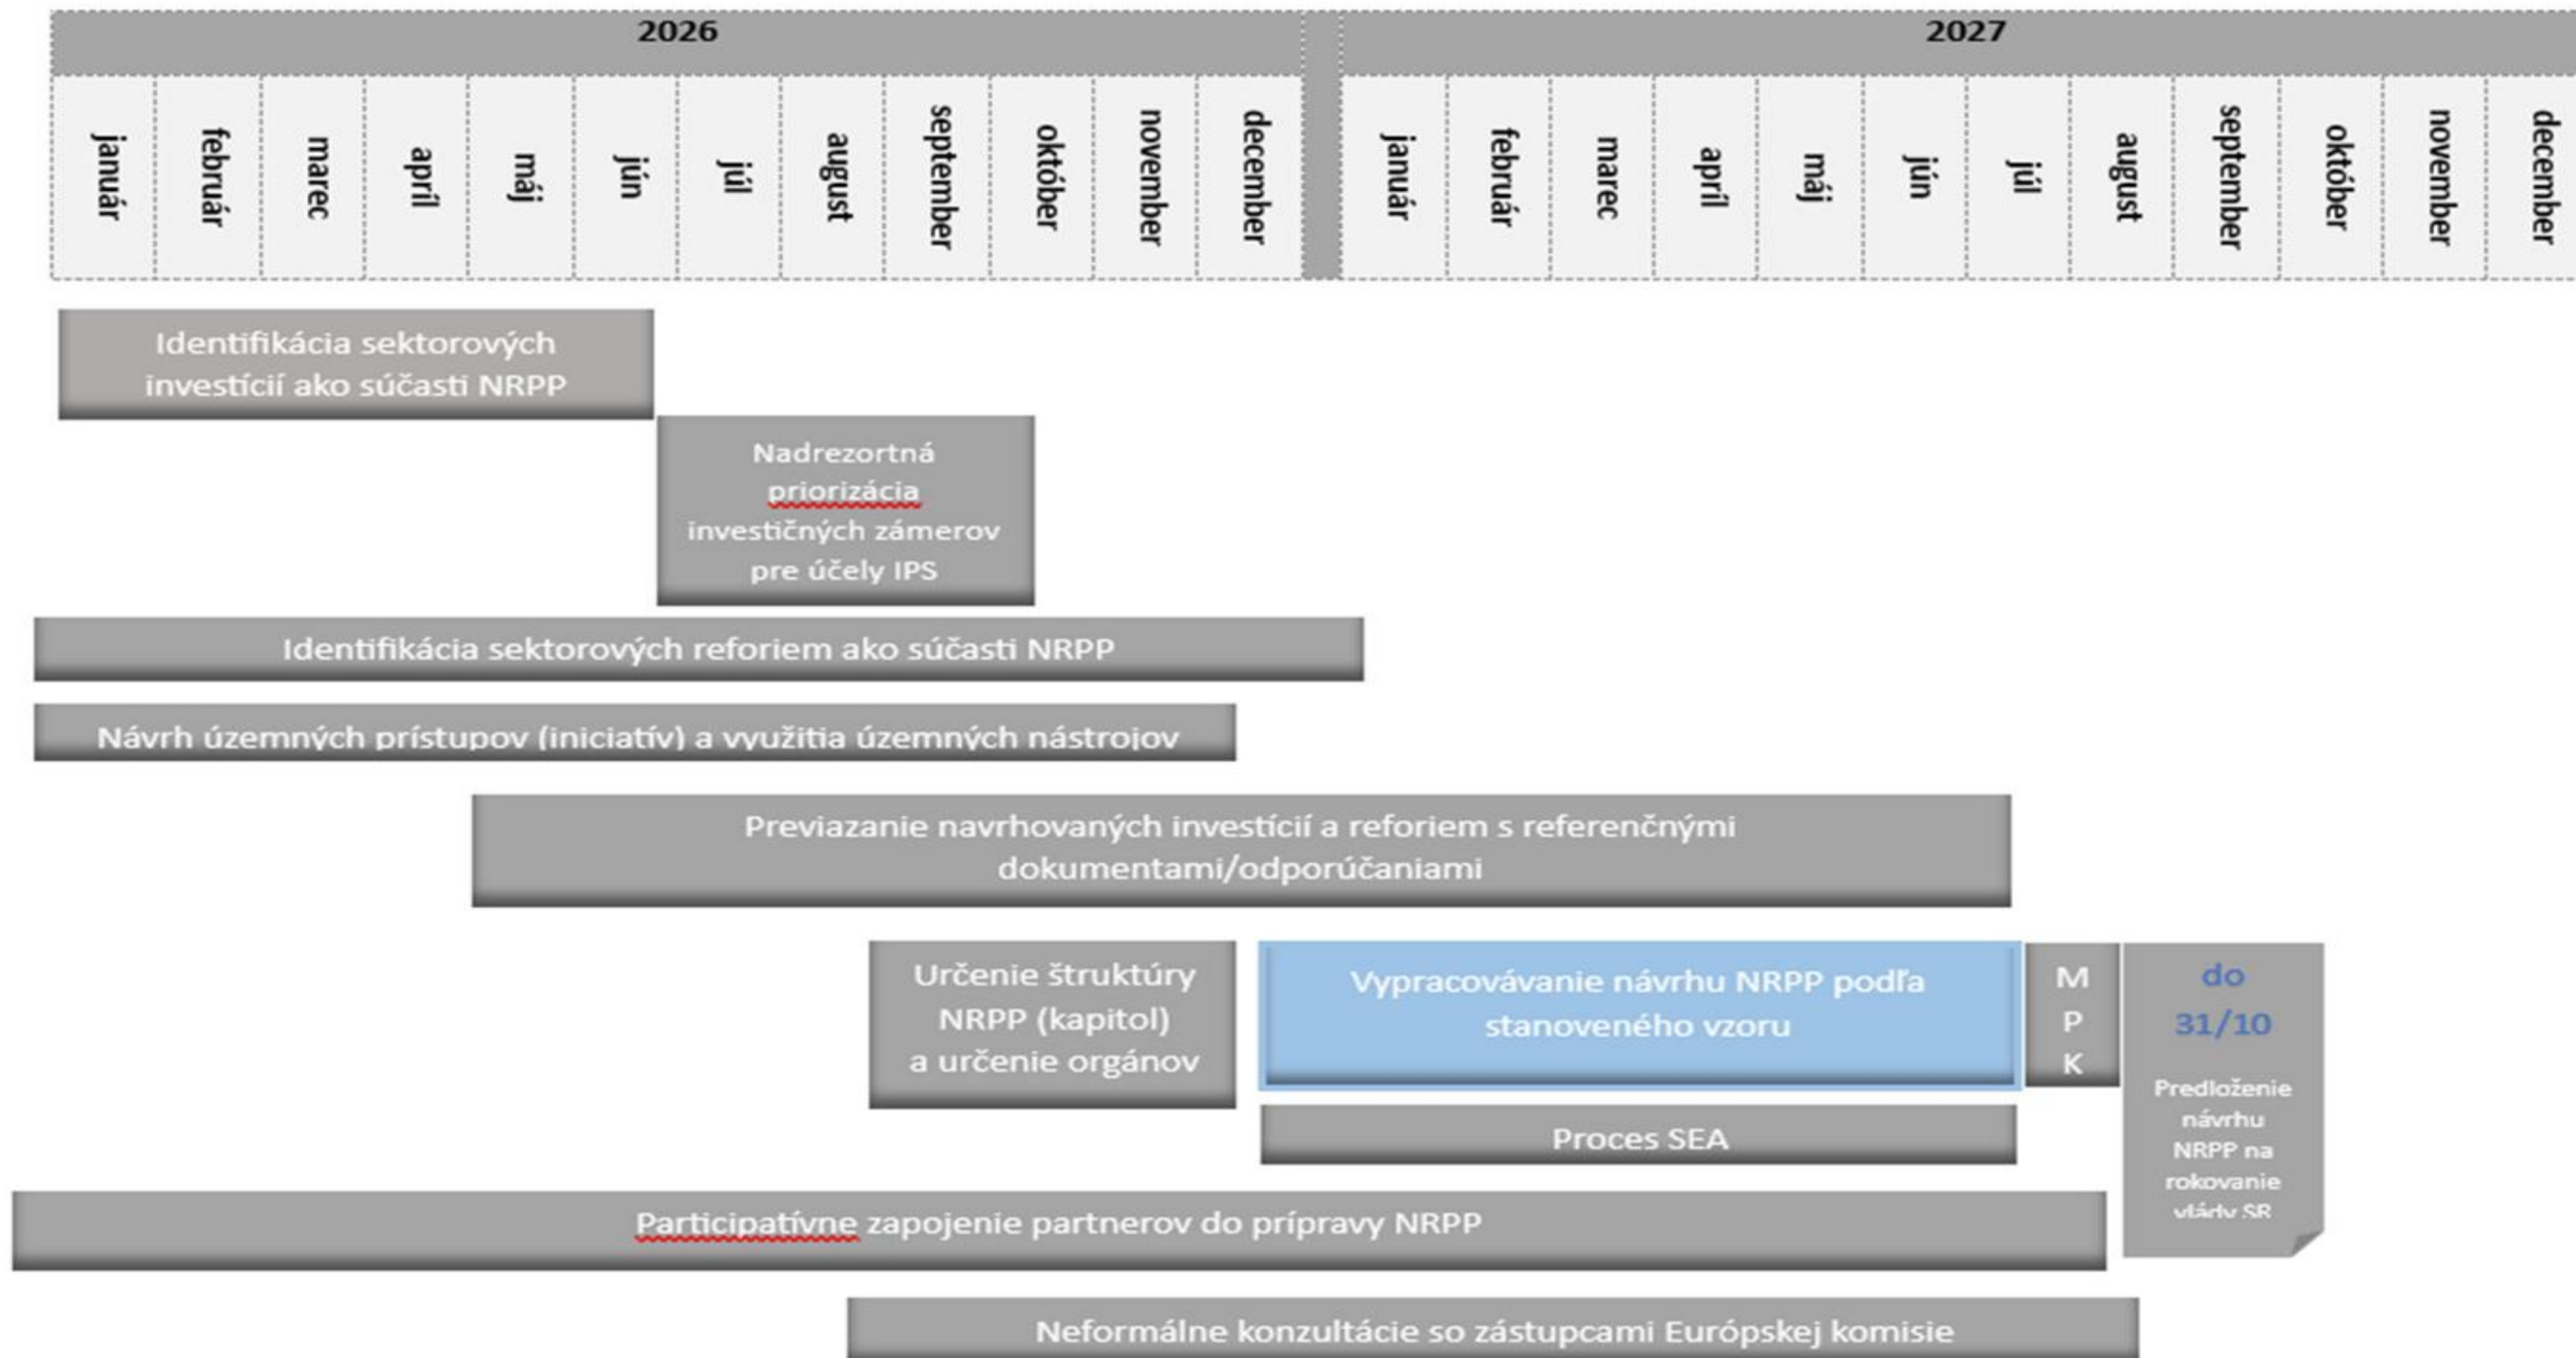 2026
2027
január
február
marec
apríl
máj
jún
júl
august
september
október
november
december
január
február
marec
apríl
máj
jún
júl
august
september
október
november
december
Identifikácia sektorových
investícií ako súčasti NRPP
Nadrezortná
priorizácia
investičných zámerov
pre účely IPS
Identifikácia sektorových reforiem ako súčasti NRPP
Návrh územných prístupov (iniciatív) a využitia územných nástrojov
Previazanie navrhovaných investícií a reforiem s referenčnými
dokumentami/odporúčaniami
Určenie štruktúry
NRPP (kapitol)
a určenie orgánov
Vypracovávanie návrhu NRPP podľa
stanoveného vzoru
M
P
K
do
31/10
Predloženie
návrhu
NRPP na
rokovanie
vlády SR
Proces SEA
Participatívne zapojenie partnerov do prípravy NRPP
Neformálne konzultácie so zástupcami Európskej komisie